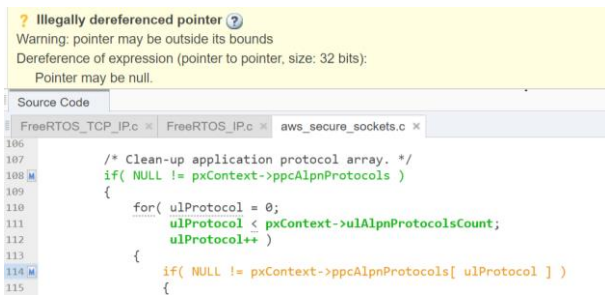 ? Illegally dereferenced pointer ?
Warning: pointer may be outside its bounds
Dereference of expression (pointer to pointer, size: 32 bits):
Pointer may be null.
Source Code
FreeRTOS_TCP_IP.c × FreeRTOS_IP.c × aws_secure_sockets.c ×
106
107 /* Clean-up application protocol array. */
108 M if( NULL != pxContext->ppcAlpnProtocols )
109 {
110 for( ulProtocol = 0;
111 ulProtocol < pxContext->ulAlpnProtocolsCount;
112 ulProtocol++ )
113 {
114 M if( NULL != pxContext->ppcAlpnProtocols[ ulProtocol ] )
115 {